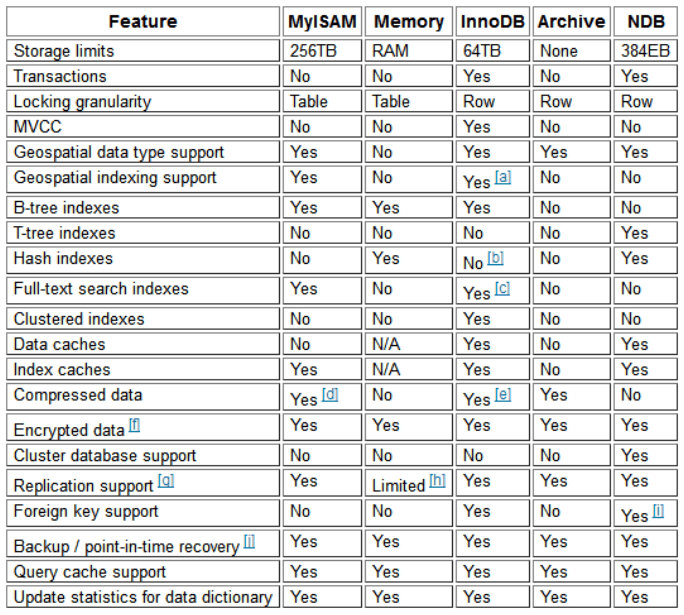 Feature MyISAM Memory InnoDB Archive NDB
Storage limits 256TB RAM 64TB None 384EB
Transactions No No Yes No Yes
Locking granularity Table Table Row Row Row
MVCC No No Yes No No
Geospatial data type support Yes No Yes Yes Yes
Geospatial indexing support Yes No Yes [a] No No
B-tree indexes Yes Yes Yes No No
T-tree indexes No No No No Yes
Hash indexes No Yes No [b] No Yes
Full-text search indexes Yes No Yes [c] No No
Clustered indexes No No Yes No No
Data caches No N/A Yes No Yes
Index caches Yes N/A Yes No Yes
Compressed data Yes [d] No Yes [e] Yes No
Encrypted data [f] Yes Yes Yes Yes Yes
Cluster database support No No No No Yes
Replication support [g] Yes Limited [h] Yes Yes Yes
Foreign key support No No Yes No Yes [i]
Backup / point-in-time recovery [j] Yes Yes Yes Yes Yes
Query cache support Yes Yes Yes Yes Yes
Update statistics for data dictionary Yes Yes Yes Yes Yes